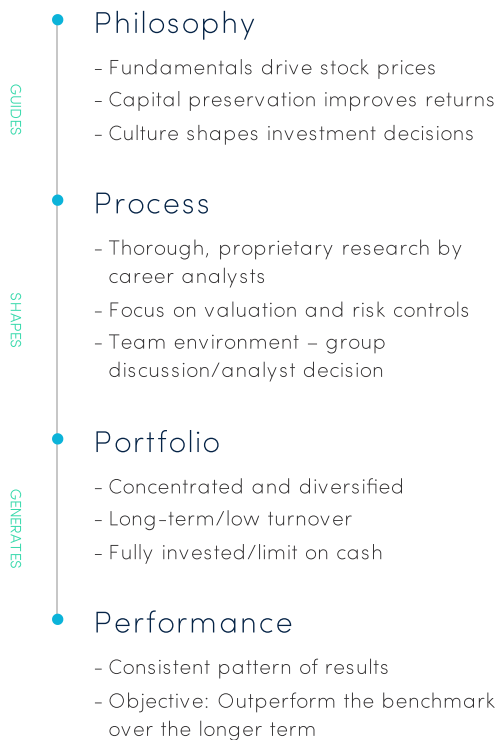 Philosophy
- Fundamentals drive stock prices
- Capital preservation improves returns
- Culture shapes investment decisions
GUIDES
Process
- Thorough, proprietary research by
career analysts
- Focus on valuation and risk controls
- Team environment – group
discussion/analyst decision
SHAPES
Portfolio
- Concentrated and diversified
- Long-term/low turnover
- Fully invested/limit on cash
GENERATES
Performance
- Consistent pattern of results
- Objective: Outperform the benchmark
over the longer term